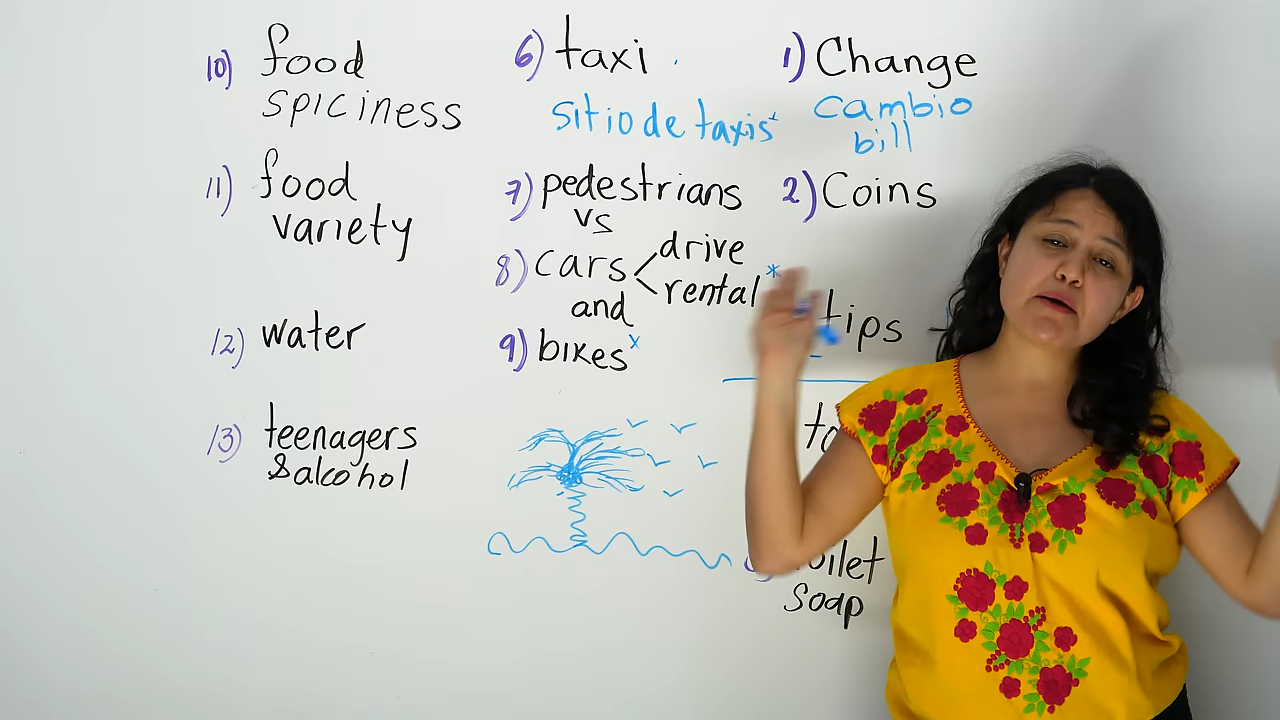 10) food
spiciness
11) food
variety
12) water
13) teenagers
& alcohol
6) taxi
sitio de taxis
7) pedestrians
vs
8) cars < drive
rental *
and
9) bikes x
1) Change
cambio
bill
2) Coins
tips
soap